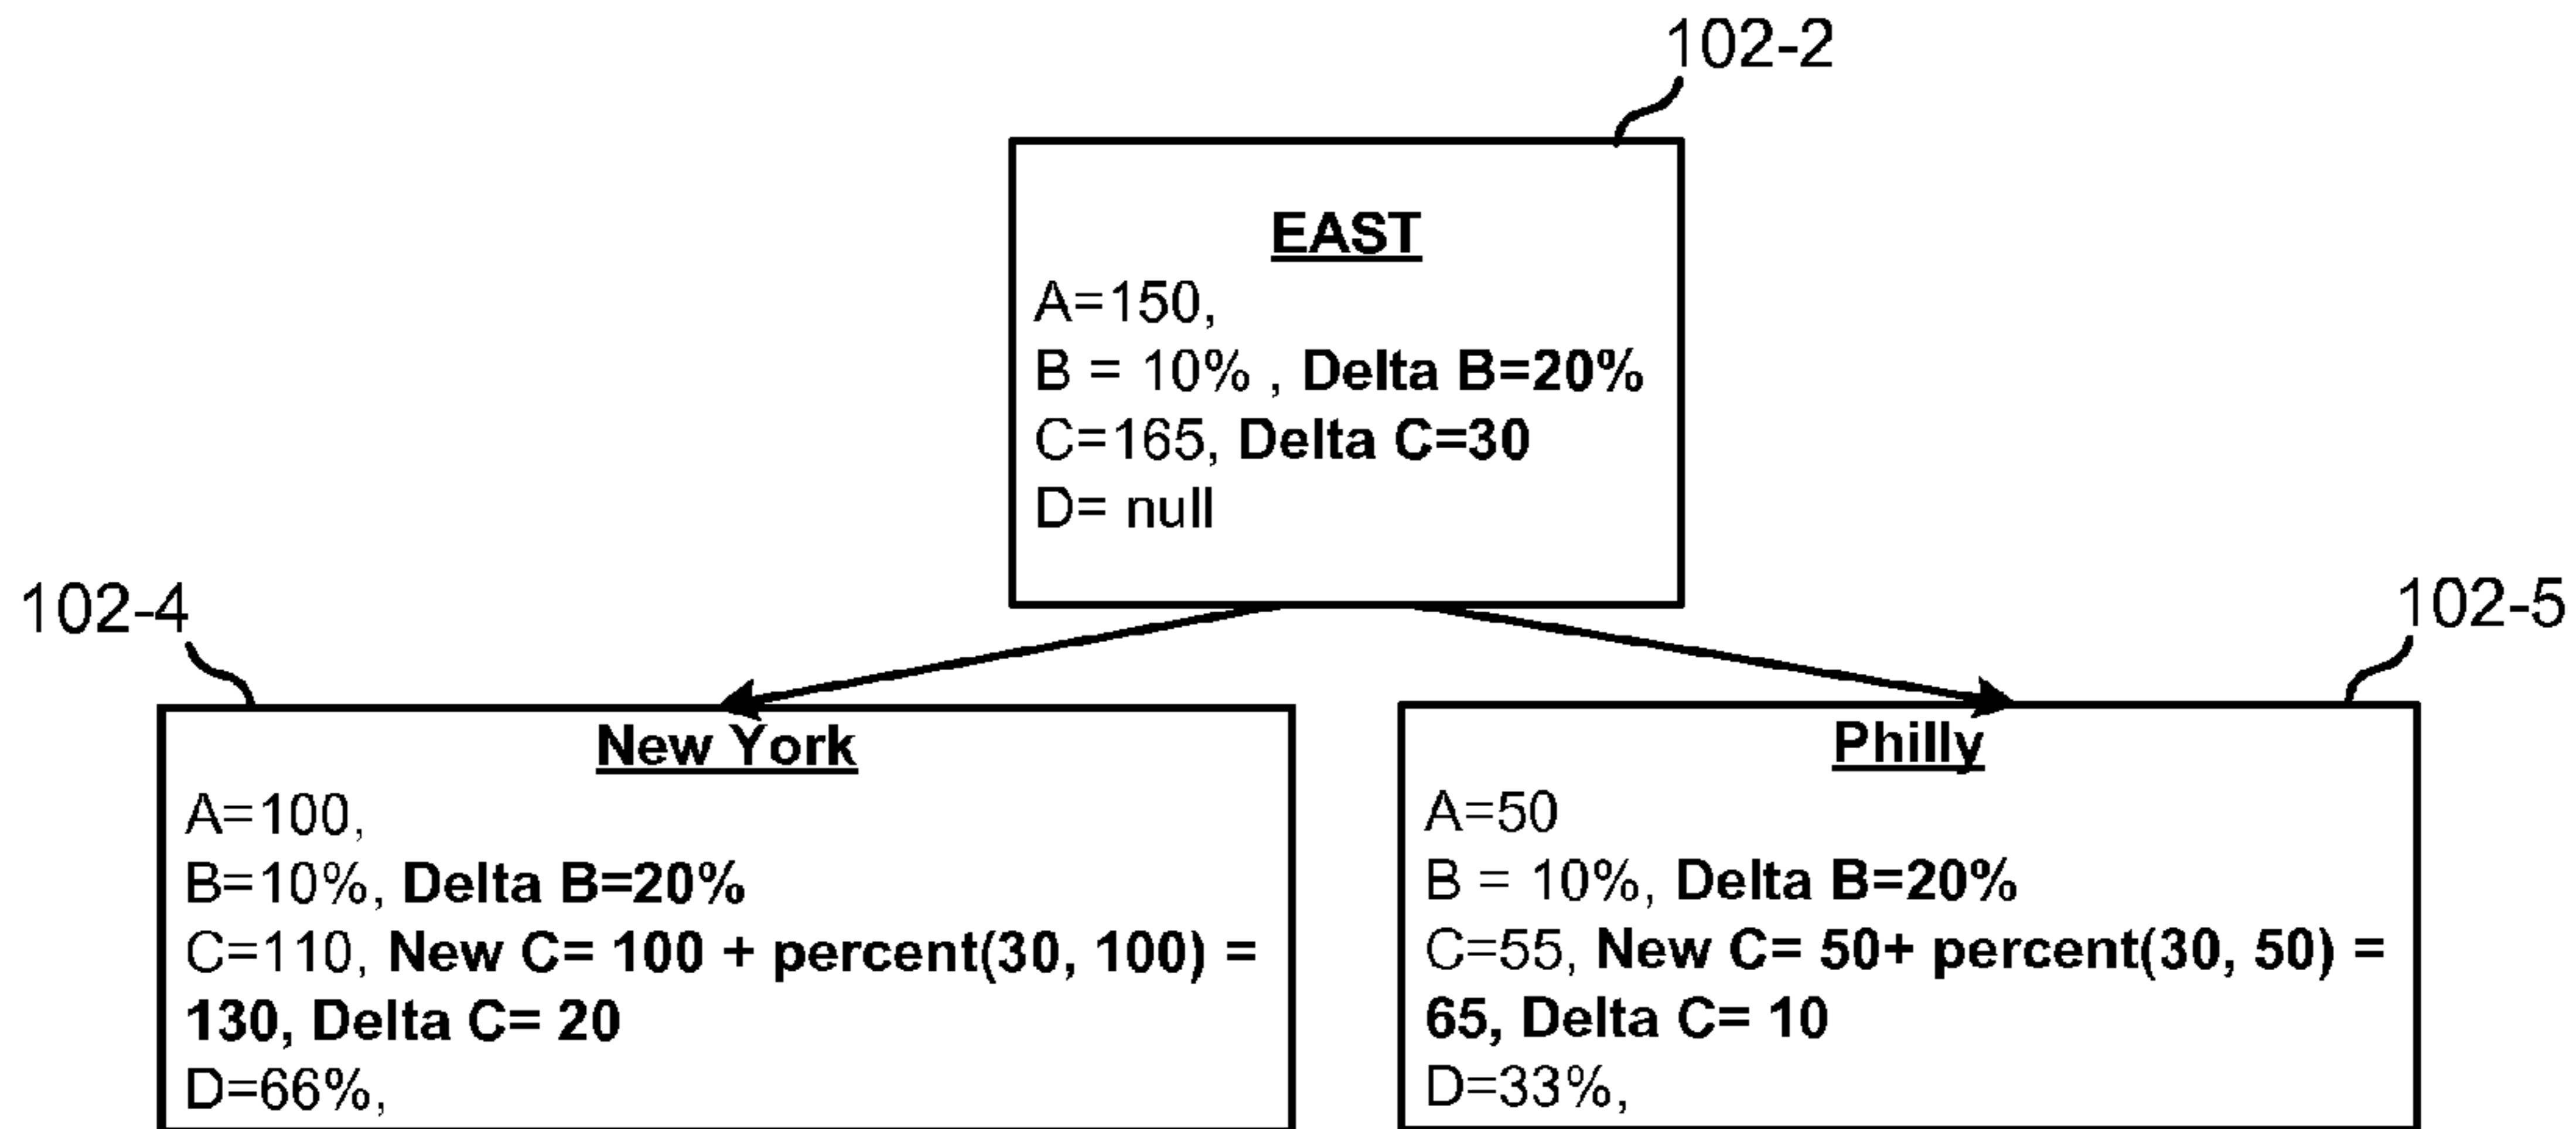 102-2
EAST
A=150,
B = 10% , Delta B=20%
C=165, Delta C=30
D= null
102-4
102-5
New York
A=100,
B=10%, Delta B=20%
C=110, New C= 100 + percent(30, 100) =
130, Delta C= 20
D=66%,
Philly
A=50
B = 10%, Delta B=20%
C=55, New C= 50+ percent(30, 50) =
65, Delta C= 10
D=33%,